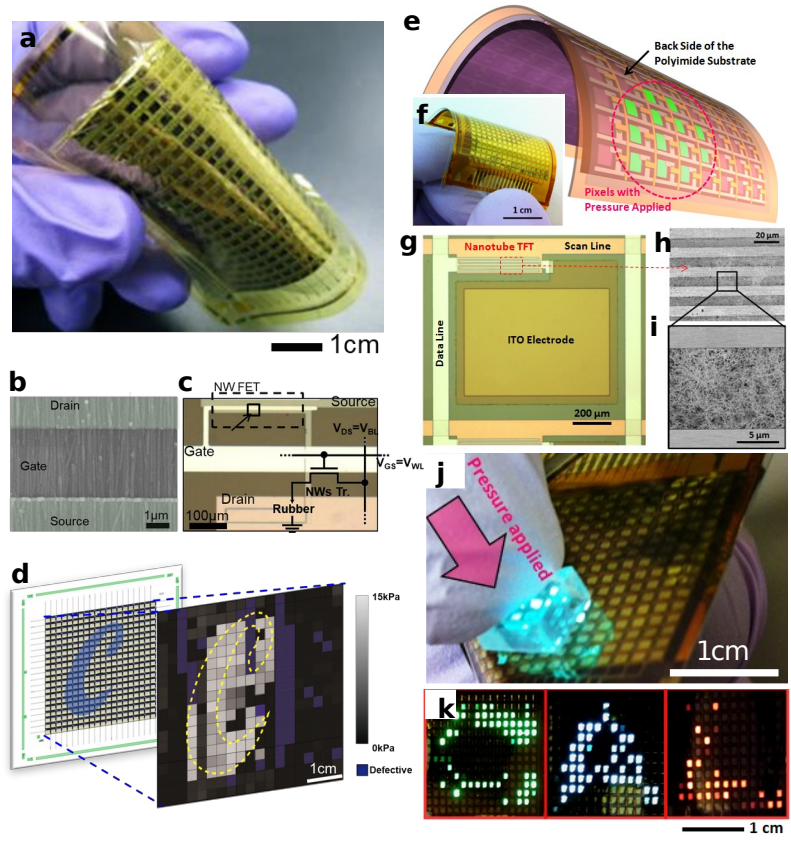 a
1cm
b
Drain
Gate
Source
1μm
c
NW FET
Source
V_DS=V_BL
Gate
V_GS=V_WL
NWs Tr.
Drain
Rubber
100μm
d
15kPa
0kPa
Defective
1cm
e
Back Side of the
Polyimide Substrate
Pixels with
Pressure Applied
f
1 cm
g
Nanotube TFT
Scan Line
Data Line
ITO Electrode
200 μm
h
20 μm
i
5 μm
j
Pressure applied
1cm
k
1 cm